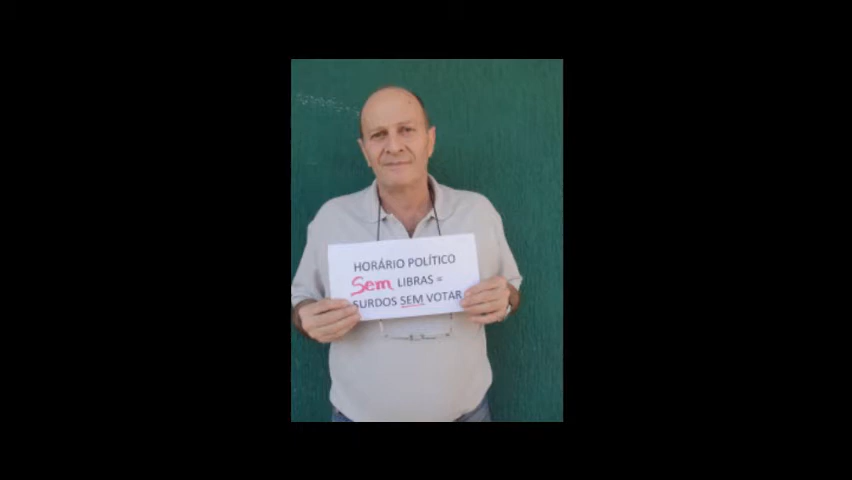 HORÁRIO POLÍTICO
Sem LIBRAS =
SURDOS SEM VOTAR